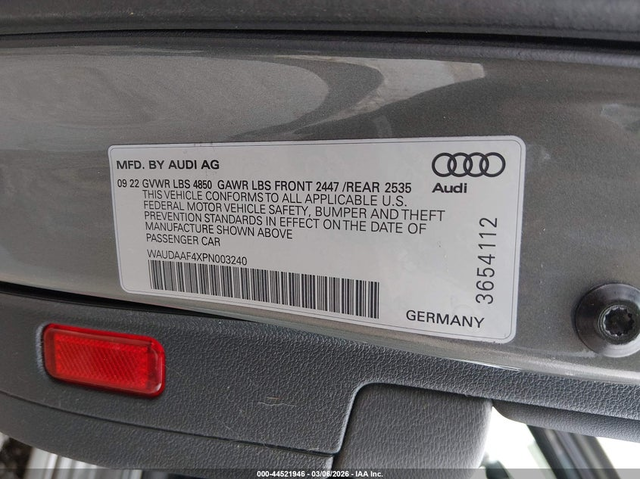 MFD. BY AUDI AG
Audi
09 22 GVWR LBS 4850 GAWR LBS FRONT 2447 /REAR 2535
THIS VEHICLE CONFORMS TO ALL APPLICABLE U.S.
FEDERAL MOTOR VEHICLE SAFETY, BUMPER AND THEFT
PREVENTION STANDARDS IN EFFECT ON THE DATE OF
MANUFACTURE SHOWN ABOVE
PASSENGER CAR
WAUDAAF4XPN003240
3654112
GERMANY
000-44521946 - 03/06/2026 - IAA Inc.